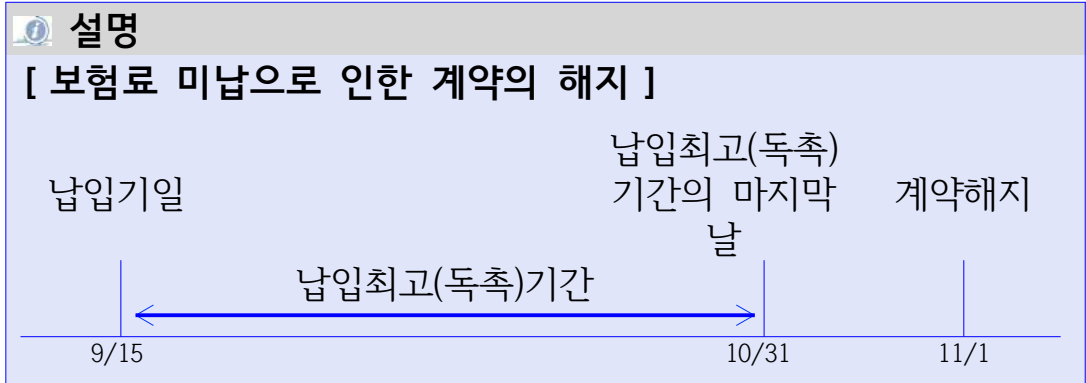 설명
[ 보험료 미납으로 인한 계약의 해지 ]
납입기일
납입최고(독촉)
기간의 마지막
날
계약해지
납입최고(독촉)기간
9/15
10/31
11/1